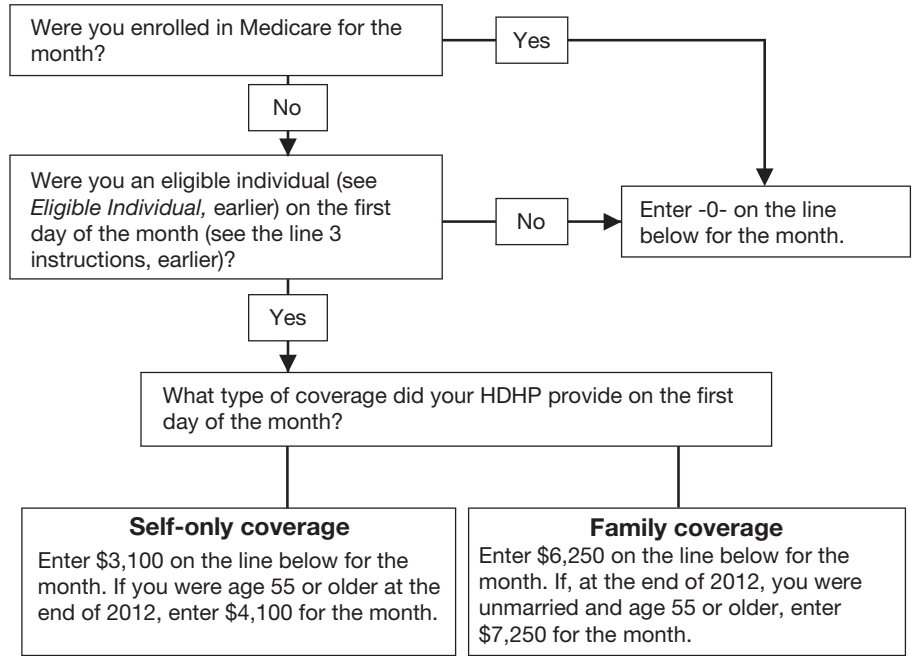 Were you enrolled in Medicare for the
month?
Yes
No
Were you an eligible individual (see
Eligible Individual, earlier) on the first
day of the month (see the line 3
instructions, earlier)?
No
Enter -0- on the line
below for the month.
Yes
What type of coverage did your HDHP provide on the first
day of the month?
Self-only coverage
Enter $3,100 on the line below for the
month. If you were age 55 or older at the
end of 2012, enter $4,100 for the month.
Family coverage
Enter $6,250 on the line below for the
month. If, at the end of 2012, you were
unmarried and age 55 or older, enter
$7,250 for the month.